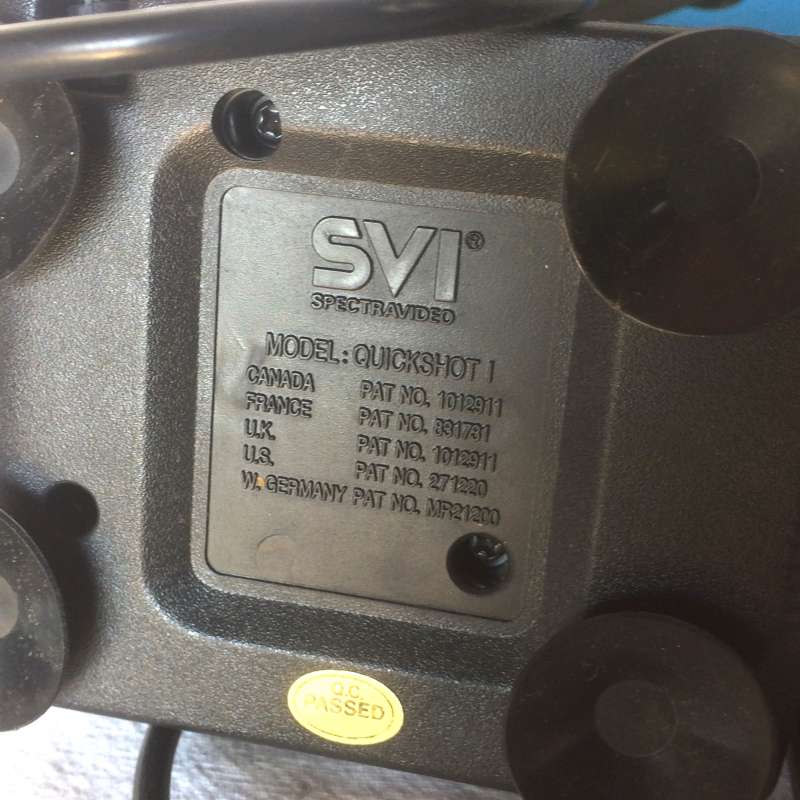 SVI®
SPECTRAVIDEO
MODEL: QUICKSHOT I
CANADA PAT NO. 1012911
FRANCE PAT NO. 831731
U.K. PAT NO. 1012911
U.S. PAT NO. 271220
W. GERMANY PAT NO. MR21200
Q.C.
PASSED